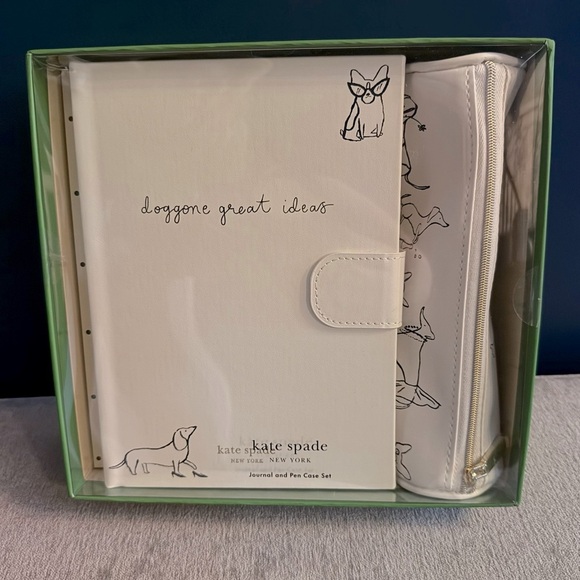 doggone great ideas
kate spade
NEW YORK
kate spade
NEW YORK
Journal and Pen Case Set